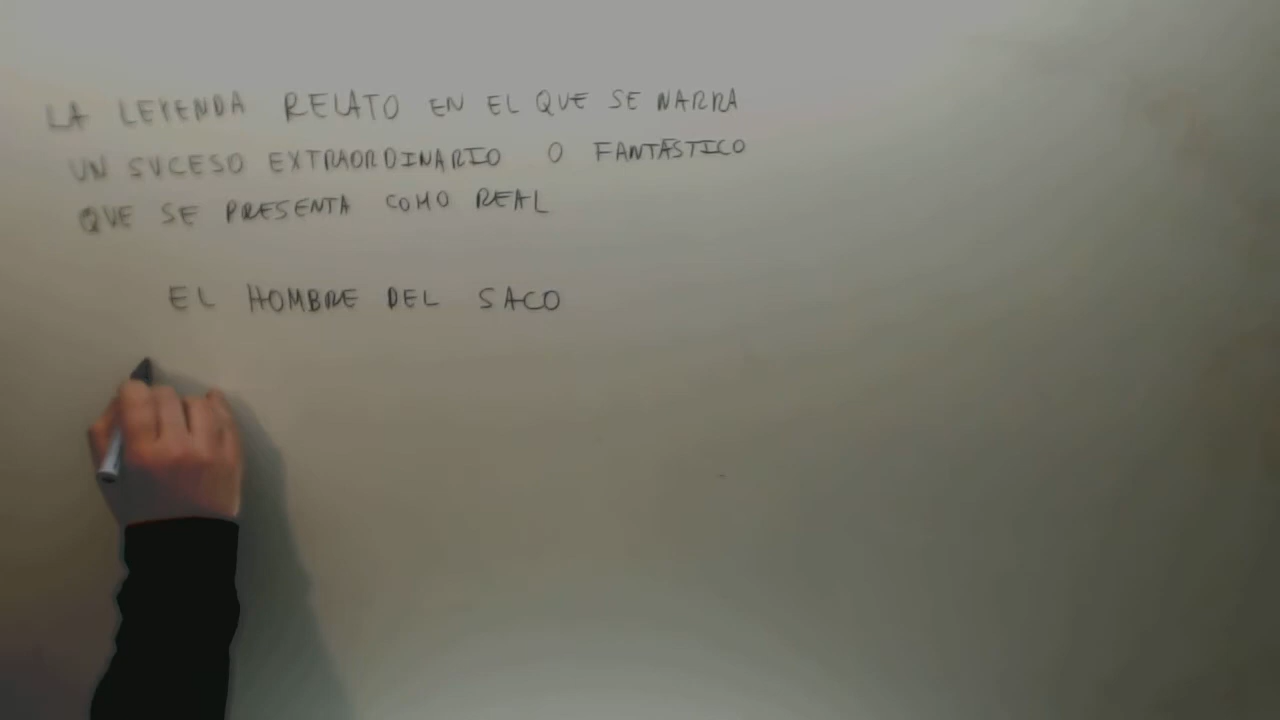 LA LEYENDA RELATO EN EL QUE SE NARRA
UN SUCESO EXTRAORDINARIO O FANTÁSTICO
QUE SE PRESENTA COMO REAL
EL HOMBRE DEL SACO